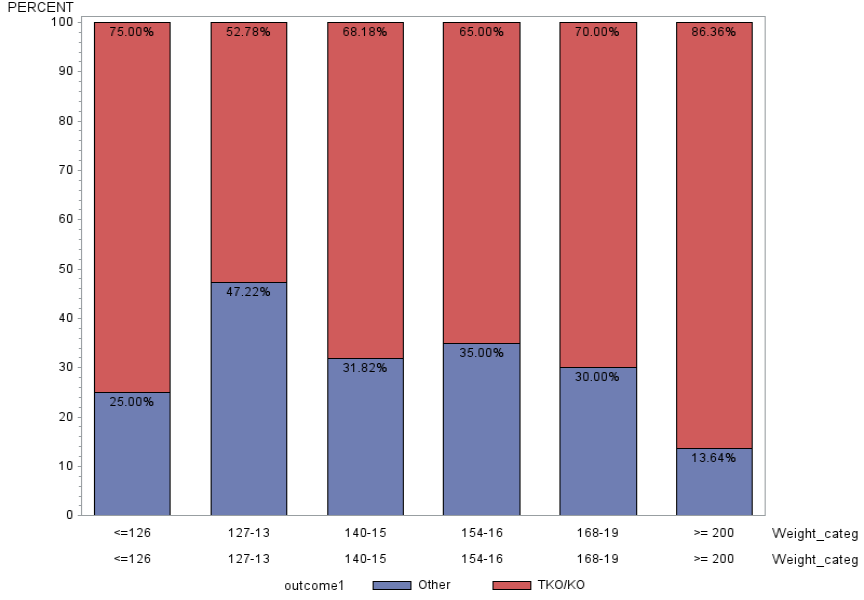 PERCENT
100
90
80
70
60
50
40
30
20
10
0
75.00% 52.78% 68.18% 65.00% 70.00% 86.36%
25.00% 47.22% 31.82% 35.00% 30.00% 13.64%
<=126 127-13 140-15 154-16 168-19 >= 200 Weight_categ
<=126 127-13 140-15 154-16 168-19 >= 200 Weight_categ
outcome1 Other TKO/KO